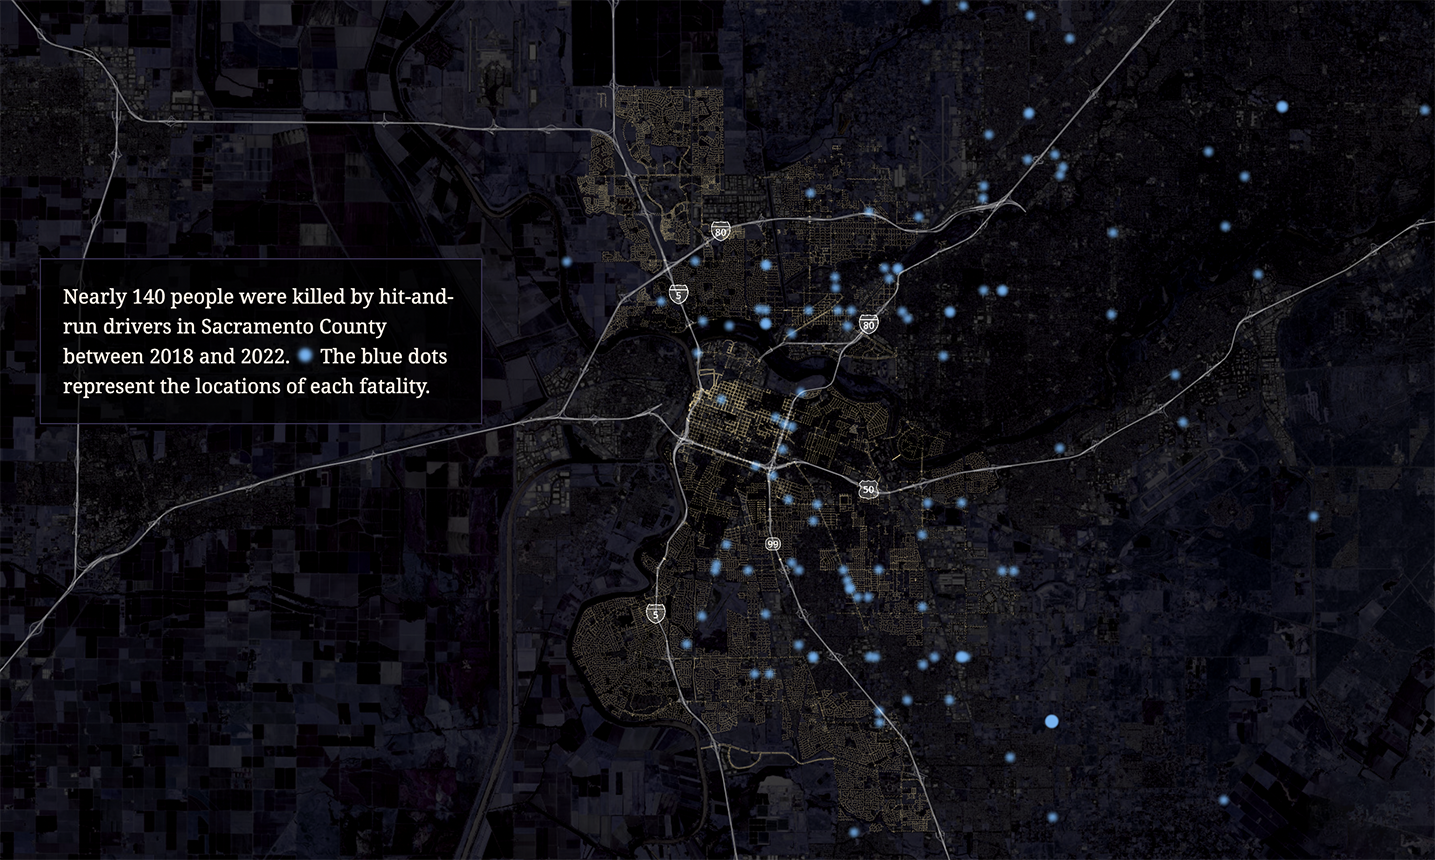 80
5
Nearly 140 people were killed by hit-and-
run drivers in Sacramento County
between 2018 and 2022. The blue dots
represent the locations of each fatality.
80
50
99
5